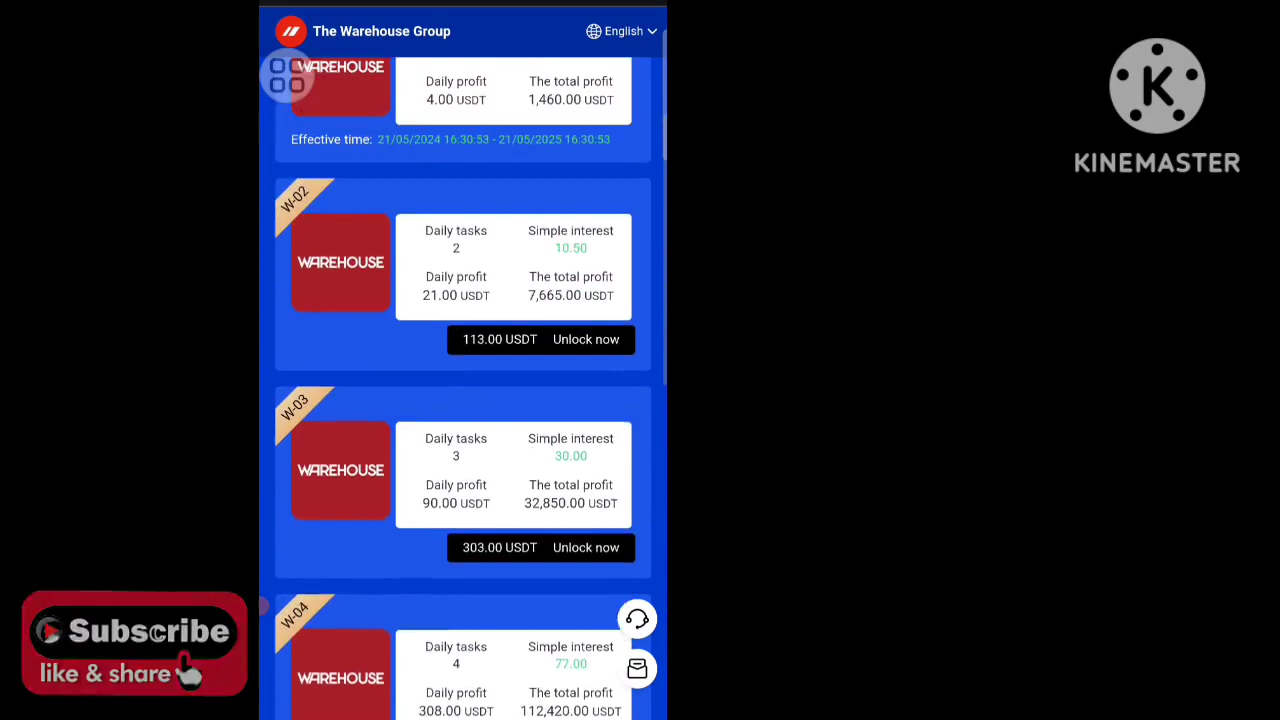 The Warehouse Group
English
WAREHOUSE
Daily profit The total profit
4.00 USDT 1,460.00 USDT
Effective time: 21/05/2024 16:30:53 - 21/05/2025 16:30:53
W-02
WAREHOUSE
Daily tasks Simple interest
2 10.50
Daily profit The total profit
21.00 USDT 7,665.00 USDT
113.00 USDT Unlock now
W-03
WAREHOUSE
Daily tasks Simple interest
3 30.00
Daily profit The total profit
90.00 USDT 32,850.00 USDT
303.00 USDT Unlock now
W-04
WAREHOUSE
Daily tasks Simple interest
4 77.00
Daily profit The total profit
308.00 USDT 112,420.00 USDT
K
KINEMASTER
Subscribe
like & share